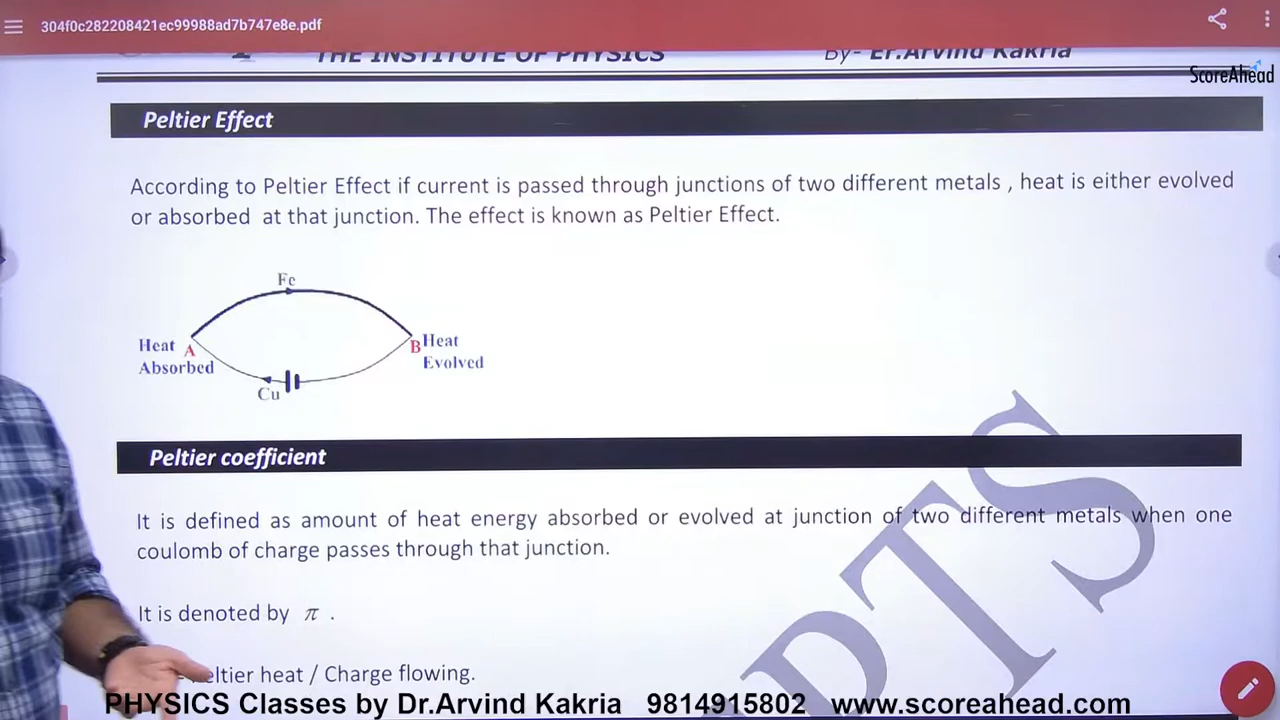 304f0c282208421ec99988ad7b747e8e.pdf
THE INSTITUTE OF PHYSICS By- Er.Arvind Kakria
ScoreAhead
Peltier Effect
According to Peltier Effect if current is passed through junctions of two different metals , heat is either evolved
or absorbed at that junction. The effect is known as Peltier Effect.
Fe
Heat A
Absorbed
B Heat
Evolved
Cu
Peltier coefficient
It is defined as amount of heat energy absorbed or evolved at junction of two different metals when one
coulomb of charge passes through that junction.
It is denoted by π .
heat / Charge flowing.
PTS
PHYSICS Classes by Dr.Arvind Kakria 9814915802 www.scoreahead.com